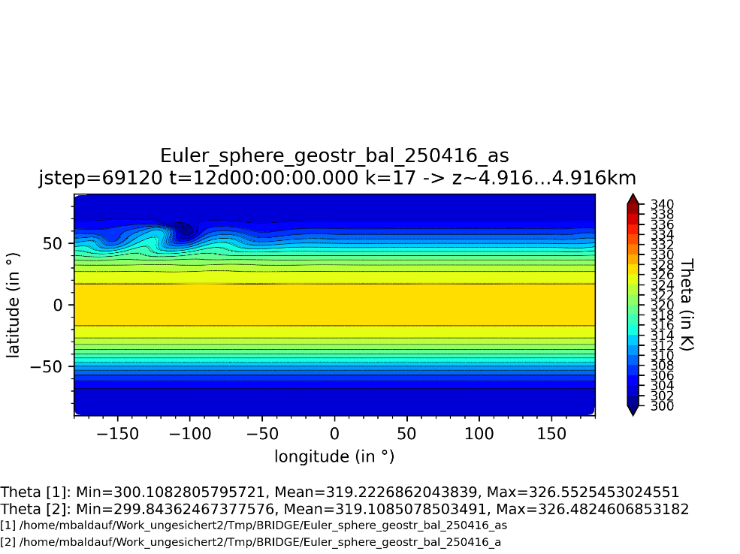 Euler_sphere_geostr_bal_250416_as
jstep=69120 t=12d00:00:00.000 k=17 -> z~4.916...4.916km
340
338
336
334
332
330
328
326
324
322
320
318
316
314
312
310
308
306
304
302
300
Theta (in K)
50
0
−50
latitude (in °)
−150 −100 −50 0 50 100 150
longitude (in °)
Theta [1]: Min=300.1082805795721, Mean=319.2226862043839, Max=326.5525453024551
Theta [2]: Min=299.84362467377576, Mean=319.1085078503491, Max=326.4824606853182
[1] /home/mbaldauf/Work_ungesichert2/Tmp/BRIDGE/Euler_sphere_geostr_bal_250416_as
[2] /home/mbaldauf/Work_ungesichert2/Tmp/BRIDGE/Euler_sphere_geostr_bal_250416_a